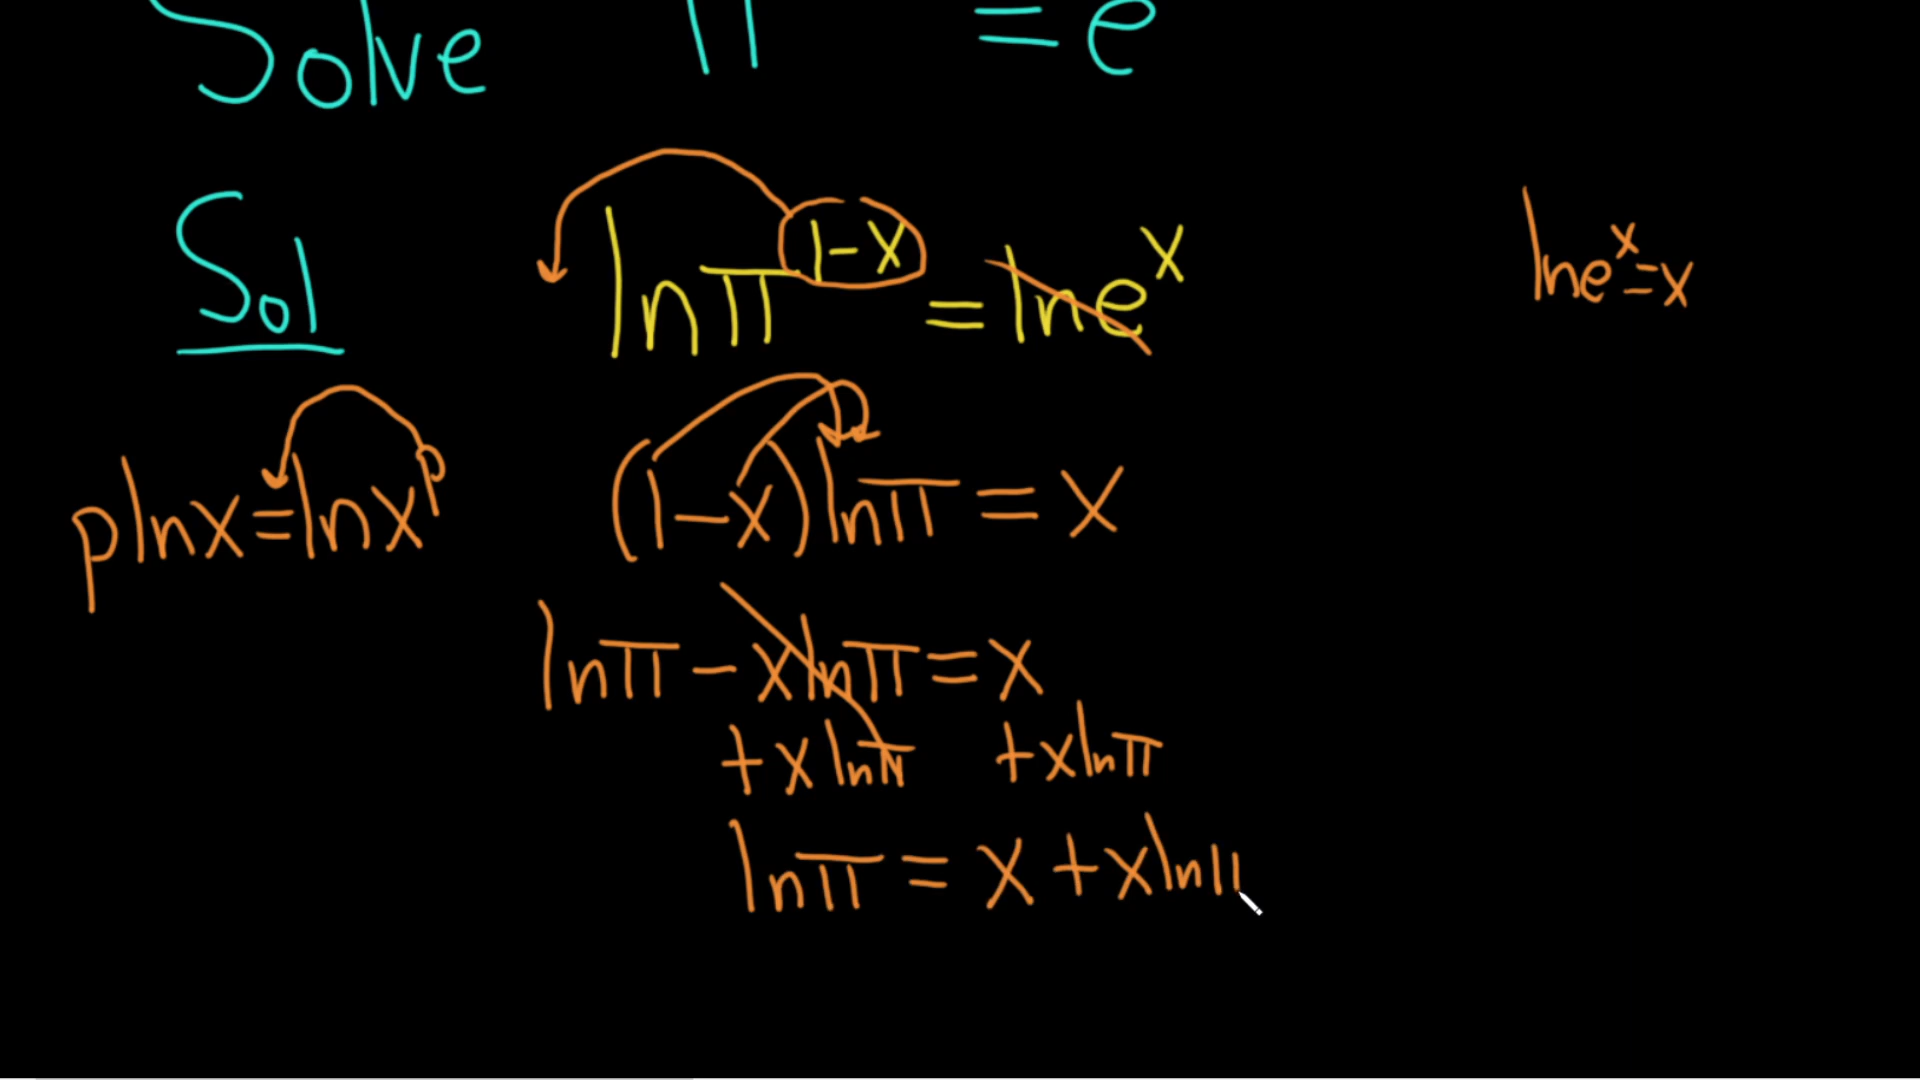 Solve π = e
Sol
ln π^(1-x) = ln e^x
ln e^x = x
p ln x = ln x^p
(1-x) ln π = x
ln π - x ln π = x
+ x ln π + x ln π
ln π = x + x ln